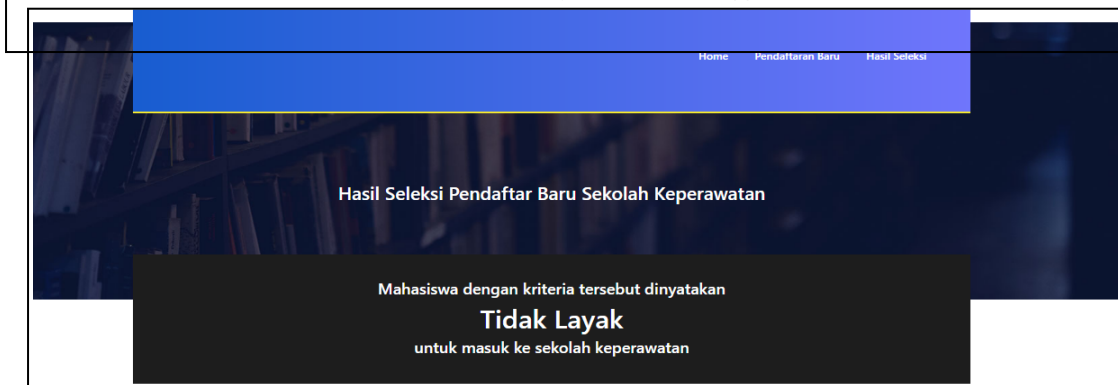 Home Pendaftaran Baru Hasil Seleksi
Hasil Seleksi Pendaftar Baru Sekolah Keperawatan
Mahasiswa dengan kriteria tersebut dinyatakan
Tidak Layak
untuk masuk ke sekolah keperawatan